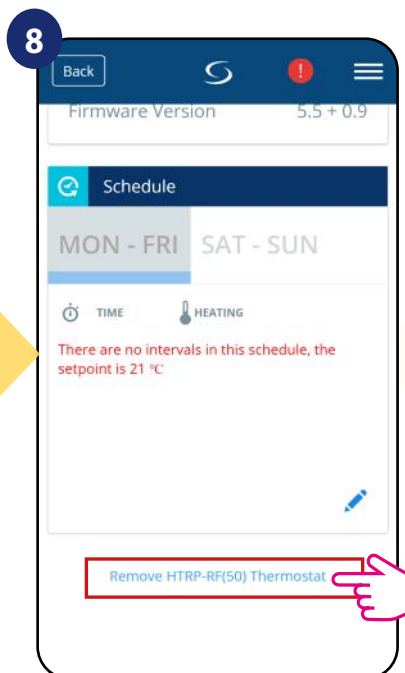 8
Back
Firmware Version 5.5 + 0.9
Schedule
MON - FRI SAT - SUN
TIME HEATING
There are no intervals in this schedule, the
setpoint is 21 °C
Remove HTRP-RF(50) Thermostat